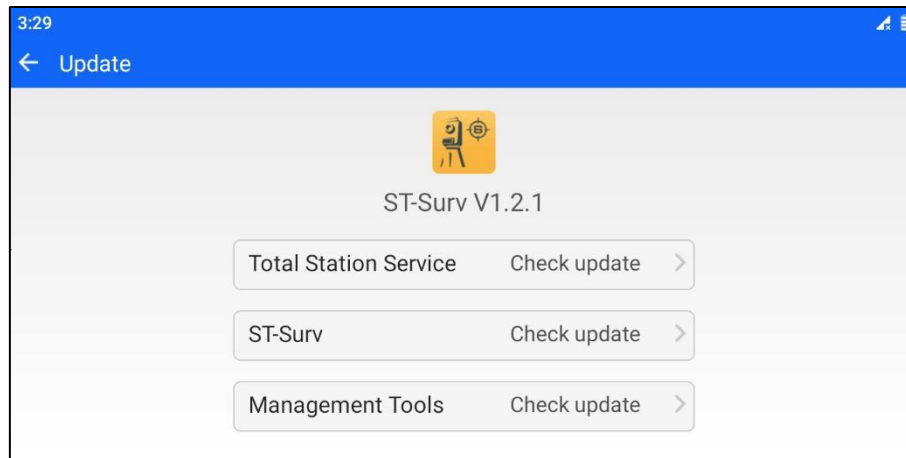 3:29
Update
ST-Surv V1.2.1
Total Station Service Check update
ST-Surv Check update
Management Tools Check update